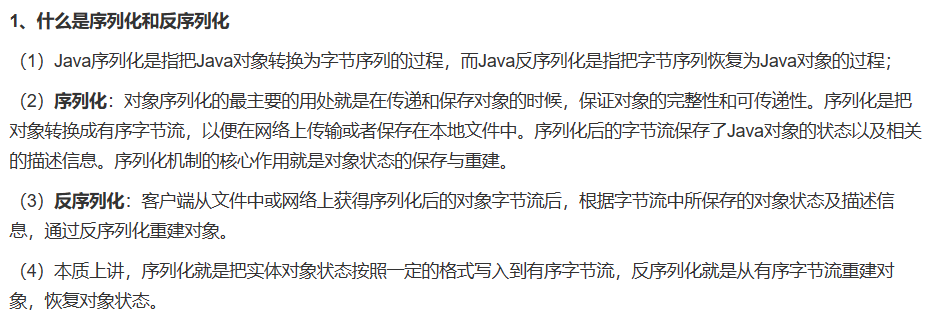 1、什么是序列化和反序列化
（1）Java序列化是指把Java对象转换为字节序列的过程，而Java反序列化是指把字节序列恢复为Java对象的过程；
（2）序列化：对象序列化的最主要的用处就是在传递和保存对象的时候，保证对象的完整性和可传递性。序列化是把
对象转换成有序字节流，以便在网络上传输或者保存在本地文件中。序列化后的字节流保存了Java对象的状态以及相关
的描述信息。序列化机制的核心作用就是对象状态的保存与重建。
（3）反序列化：客户端从文件中或网络上获得序列化后的对象字节流后，根据字节流中所保存的对象状态及描述信
息，通过反序列化重建对象。
（4）本质上讲，序列化就是把实体对象状态按照一定的格式写入到有序字节流，反序列化就是从有序字节流重建对
象，恢复对象状态。